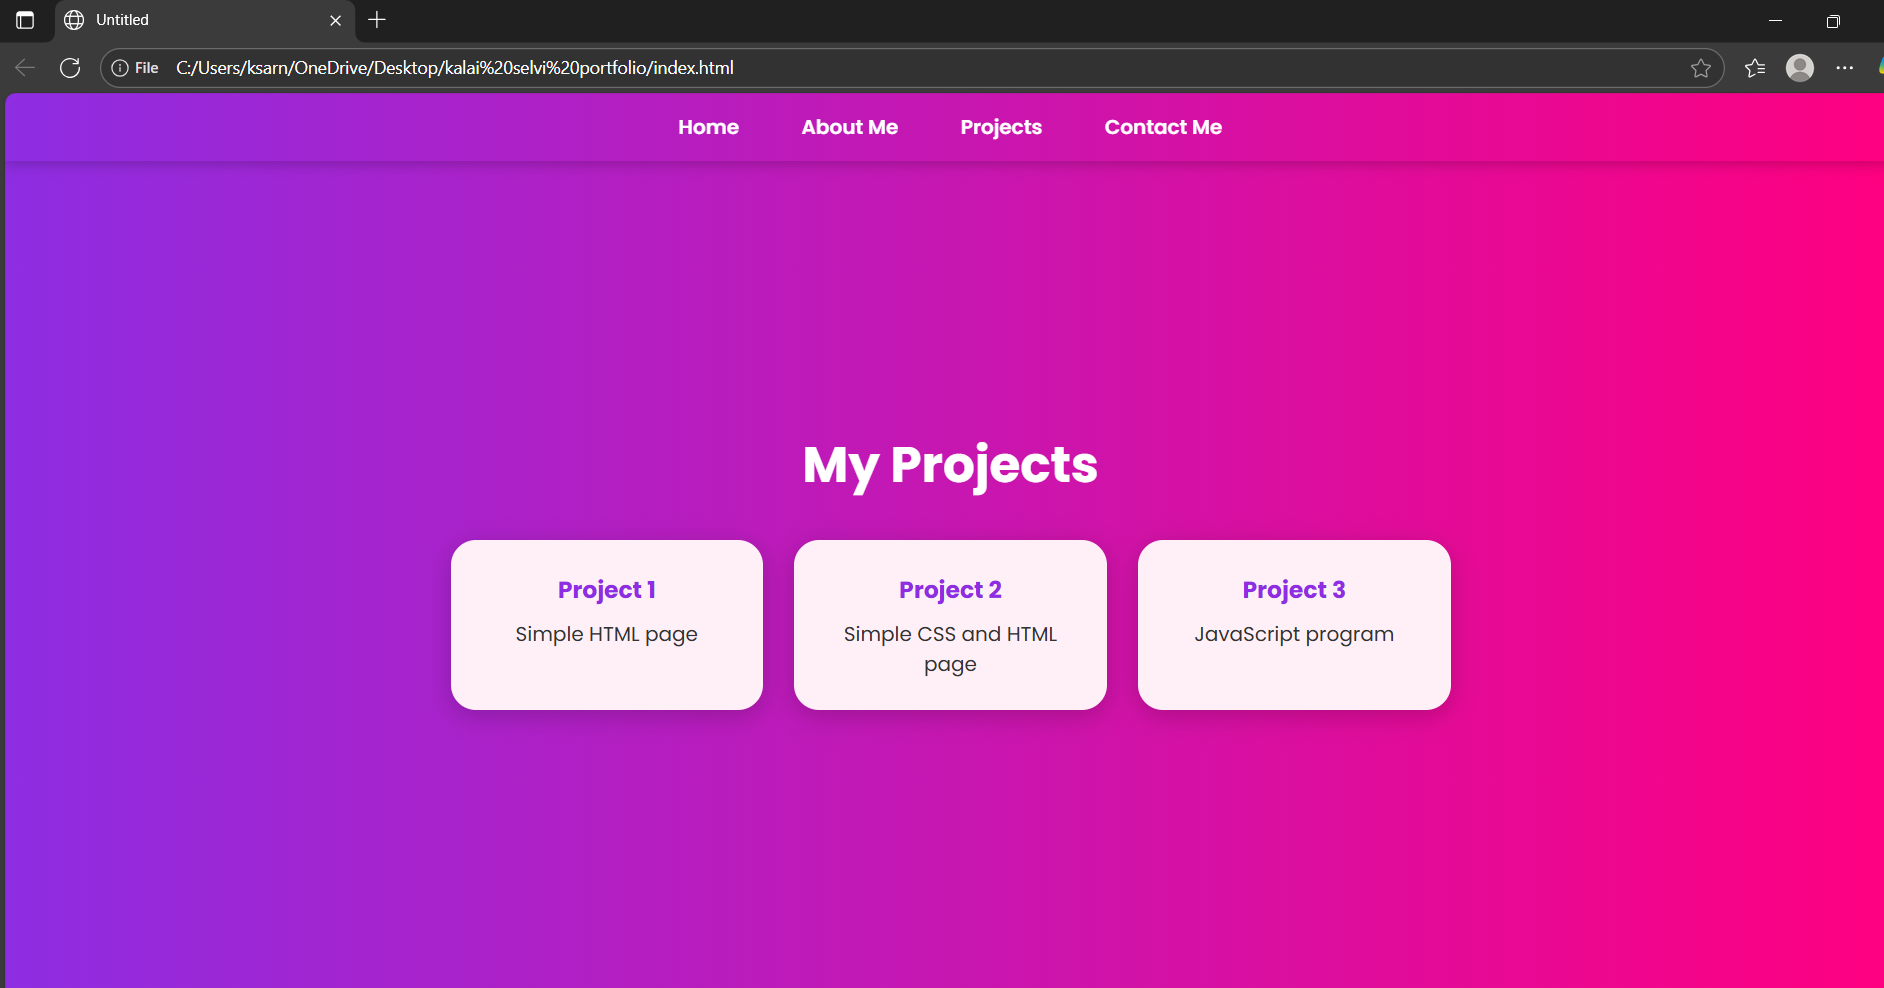 Untitled
File C:/Users/ksarn/OneDrive/Desktop/kalai%20selvi%20portfolio/index.html
Home About Me Projects Contact Me
My Projects
Project 1 Project 2 Project 3
Simple HTML page Simple CSS and HTML JavaScript program
page